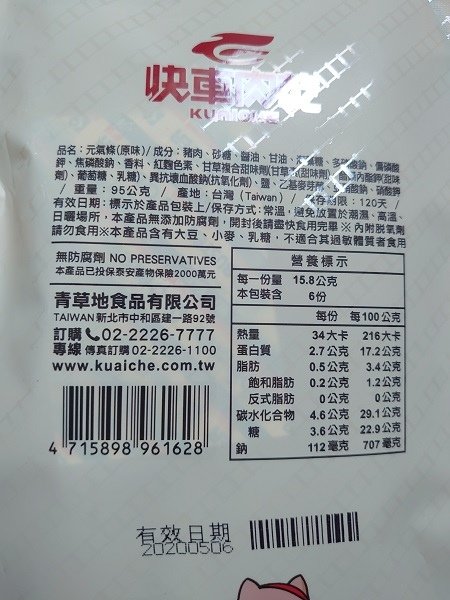 快車肉乾
KUAICHE
品名：元氣條(原味)/成分：豬肉、砂糖、醬油、甘油、
鉀、焦磷酸鈉、香料、紅麴色素、甘草複合甜味劑(甘草
劑)、葡萄糖、乳糖)、異抗壞血酸鈉(抗氧化劑)、鹽、乙基麥芽醇、
/ 重量：95公克 / 產地：台灣 (Taiwan) / 保存期限：120天 /
有效日期：標示於產品包裝上/保存方式：常溫，避免放置於潮濕、高溫、
日曬場所，本產品無添加防腐劑，開封後請盡快食用完畢※內附脫氧劑
請勿食用※本產品含有大豆、小麥、乳糖，不適合其過敏體質者食用
無防腐劑 NO PRESERVATIVES
本產品已投保泰安產物保險2000萬元
青草地食品有限公司
TAIWAN新北市中和區建一路92號
訂購 02-2226-7777
專線 傳真訂購 02-2226-1100
www.kuaiche.com.tw
4 715898 961628
營養標示
每一份量 15.8公克
本包裝含 6份
每份 每100公克
熱量 34大卡 216大卡
蛋白質 2.7公克 17.2公克
脂肪 0.5公克 3.4公克
飽和脂肪 0.2公克 1.2公克
反式脂肪 0公克 0公克
碳水化合物 4.6公克 29.1公克
糖 3.6公克 22.9公克
鈉 112毫克 707毫克
有效日期
20200506